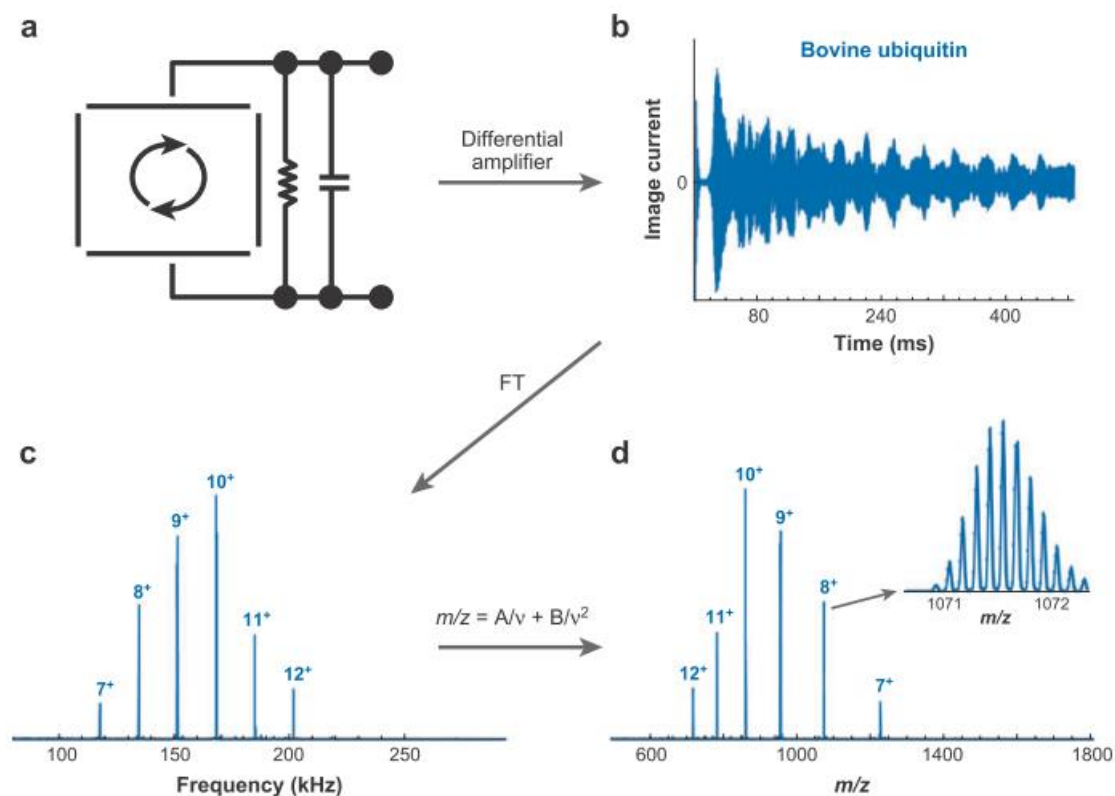 a
b
Bovine ubiquitin
Differential
amplifier
Image current
0
80
240
400
Time (ms)
FT
c
7⁺
8⁺
9⁺
10⁺
11⁺
12⁺
100
150
200
250
Frequency (kHz)
m/z = A/ν + B/ν²
d
12⁺
11⁺
10⁺
9⁺
8⁺
7⁺
1071
1072
m/z
600
1000
1400
1800
m/z